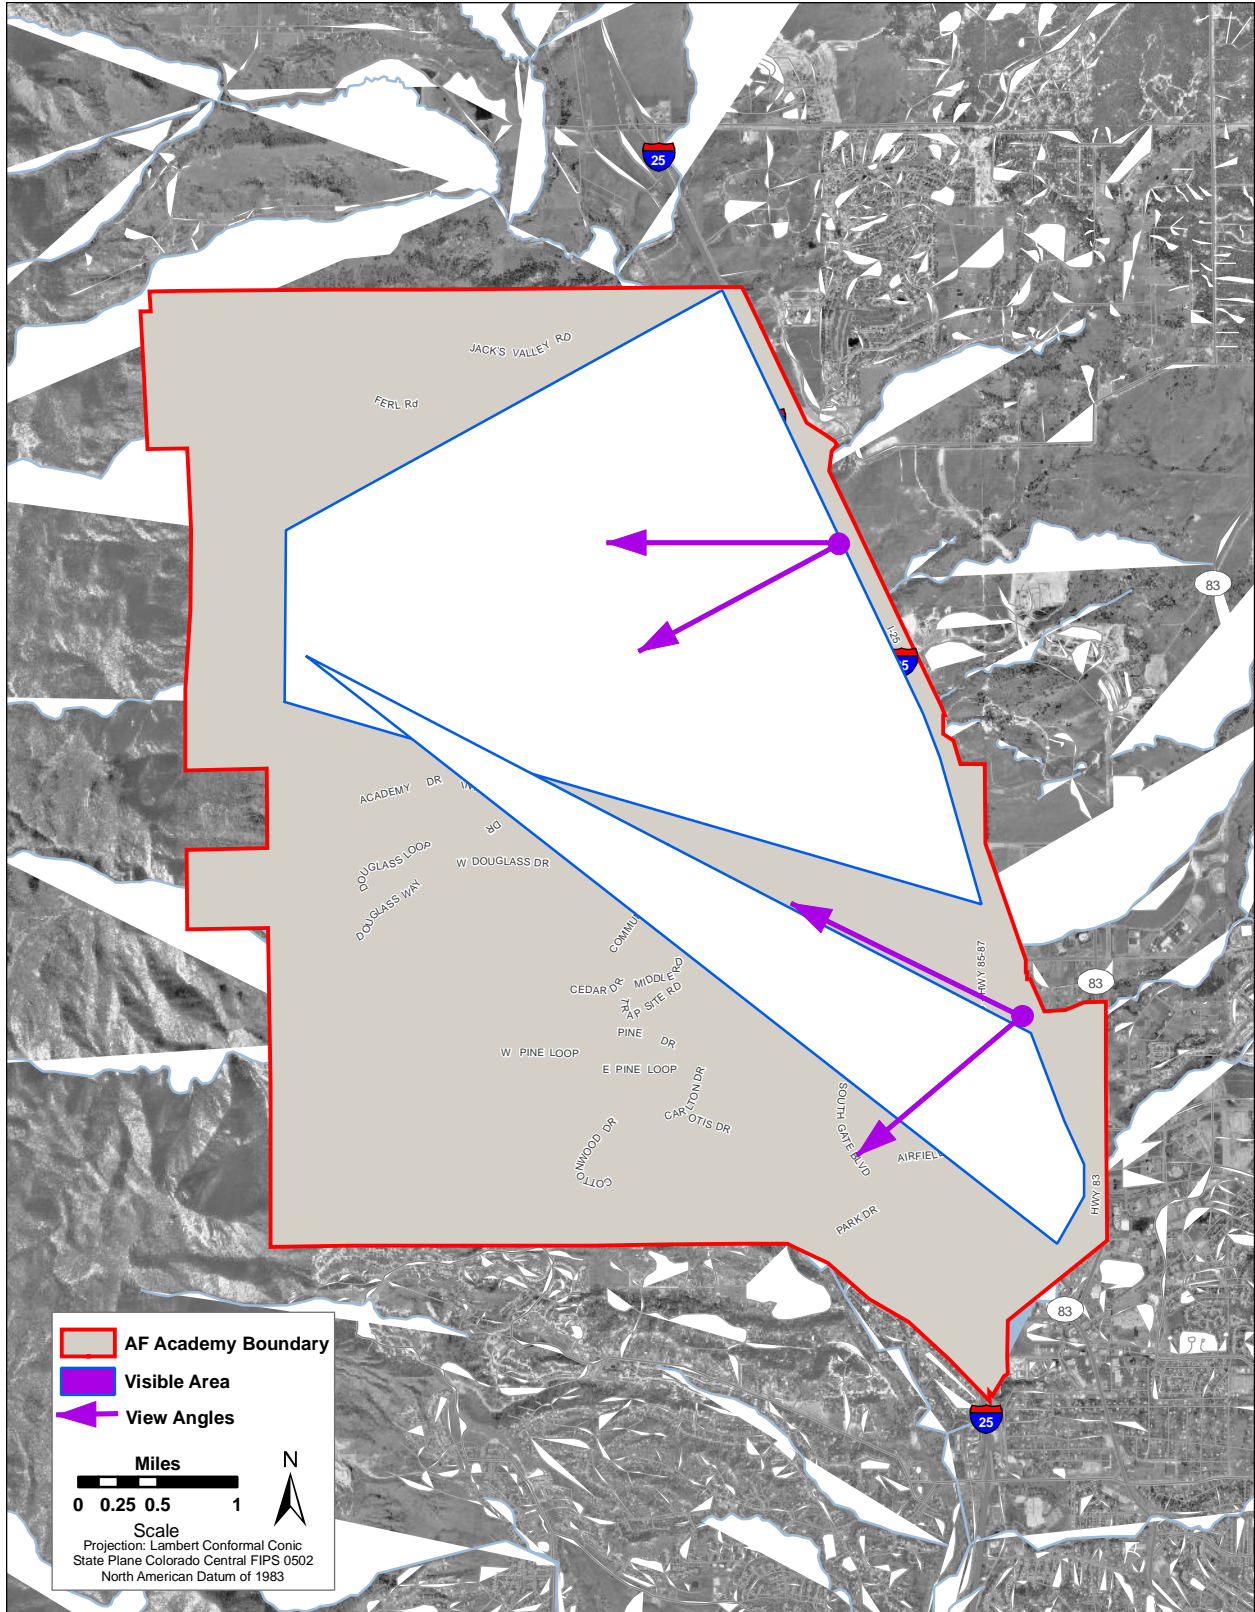 25
JACK'S VALLEY RD
FERL Rd
83
I-25
ACADEMY DR
DR
DOUGLASS LOOP
W DOUGLASS DR
DOUGLASS WAY
HWY 85-87
83
CEDAR DR
MIDDLE RD
TR
AP SITE RD
PINE DR
W PINE LOOP
E PINE LOOP
CARLTON DR
OTIS DR
SOUTH GATE BLVD
COTTONWOOD DR
HWY 83
PARK DR
83
AF Academy Boundary
Visible Area
View Angles
25
Miles
N
0 0.25 0.5 1
Scale
Projection: Lambert Conformal Conic
State Plane Colorado Central FIPS 0502
North American Datum of 1983